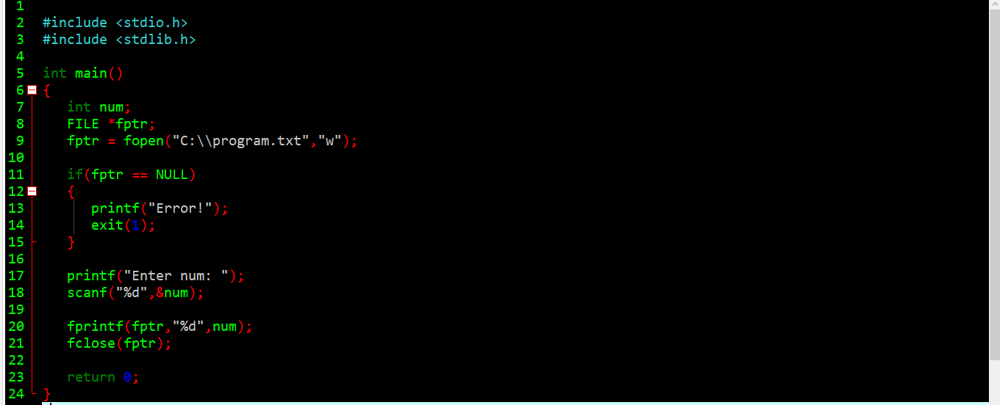 1
2 #include <stdio.h>
3 #include <stdlib.h>
4
5 int main()
6 {
7 int num;
8 FILE *fptr;
9 fptr = fopen("C:\\program.txt","w");
10
11 if(fptr == NULL)
12 {
13 printf("Error!");
14 exit(1);
15 }
16
17 printf("Enter num: ");
18 scanf("%d",&num);
19
20 fprintf(fptr,"%d",num);
21 fclose(fptr);
22
23 return 0;
24 }